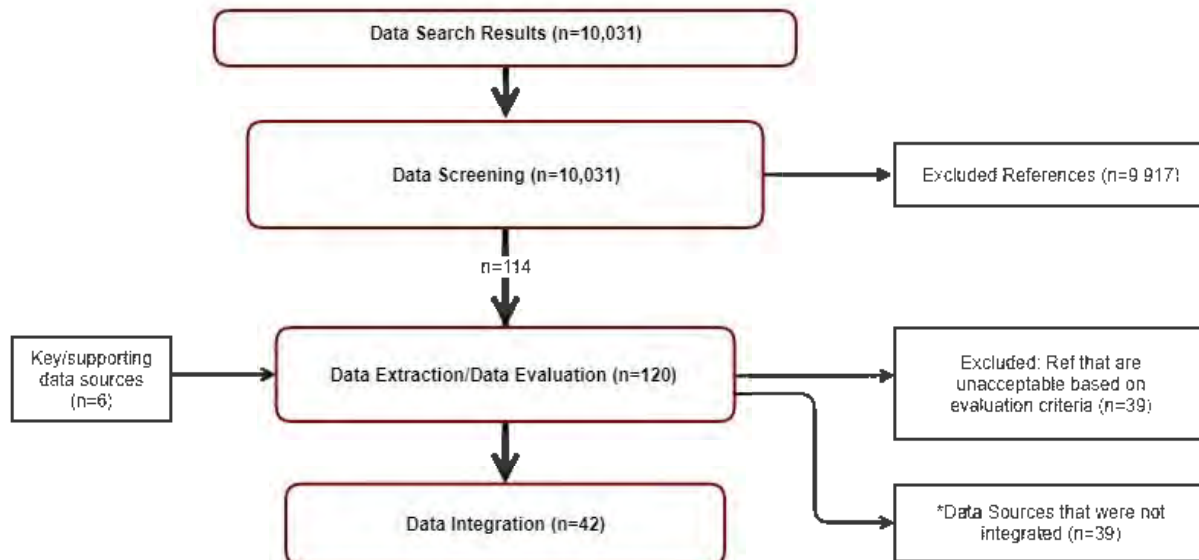 Data Search Results (n=10,031)
Data Screening (n=10,031)
Excluded References (n=9 917)
n=114
Key/supporting
data sources
(n=6)
Data Extraction/Data Evaluation (n=120)
Excluded: Ref that are
unacceptable based on
evaluation criteria (n=39)
Data Integration (n=42)
*Data Sources that were not
integrated (n=39)